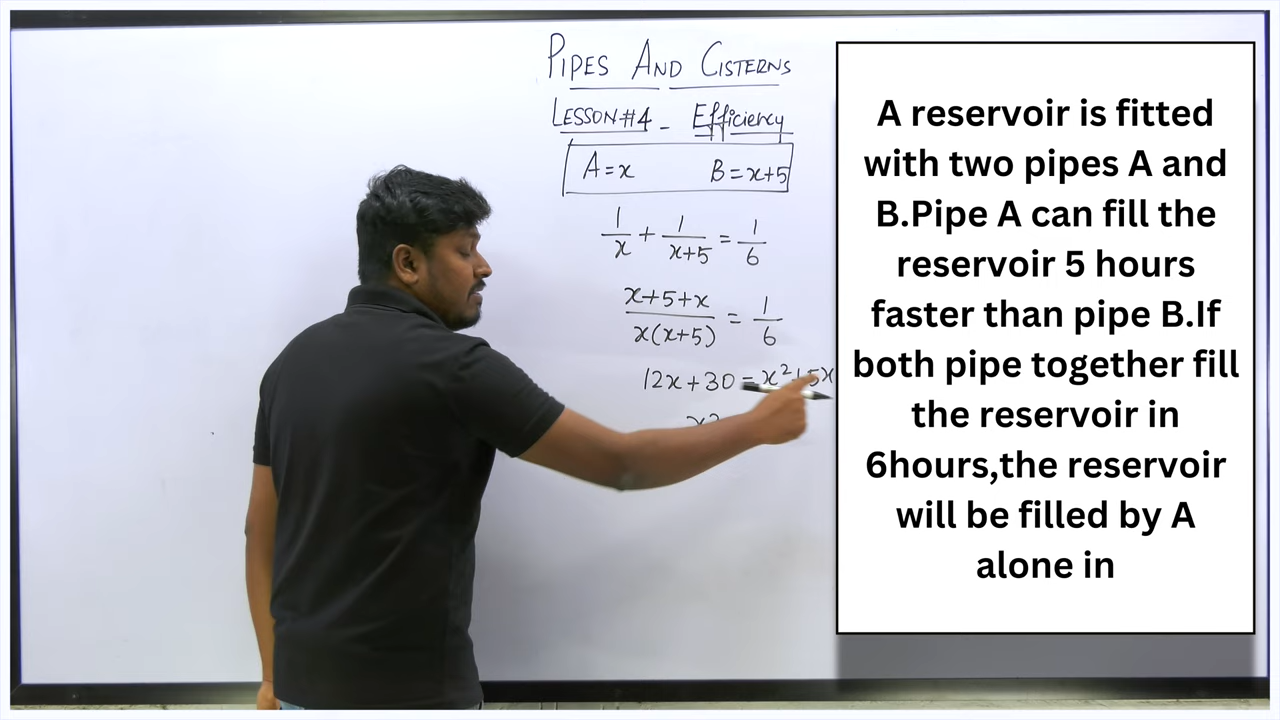 PIPES AND CISTERNS
LESSON#4 - Efficiency
A = x B = x+5
1/x + 1/x+5 = 1/6
x+5+x/x(x+5) = 1/6
12x+30 = x²+5x
x²
A reservoir is fitted
with two pipes A and
B.Pipe A can fill the
reservoir 5 hours
faster than pipe B.If
both pipe together fill
the reservoir in
6hours,the reservoir
will be filled by A
alone in